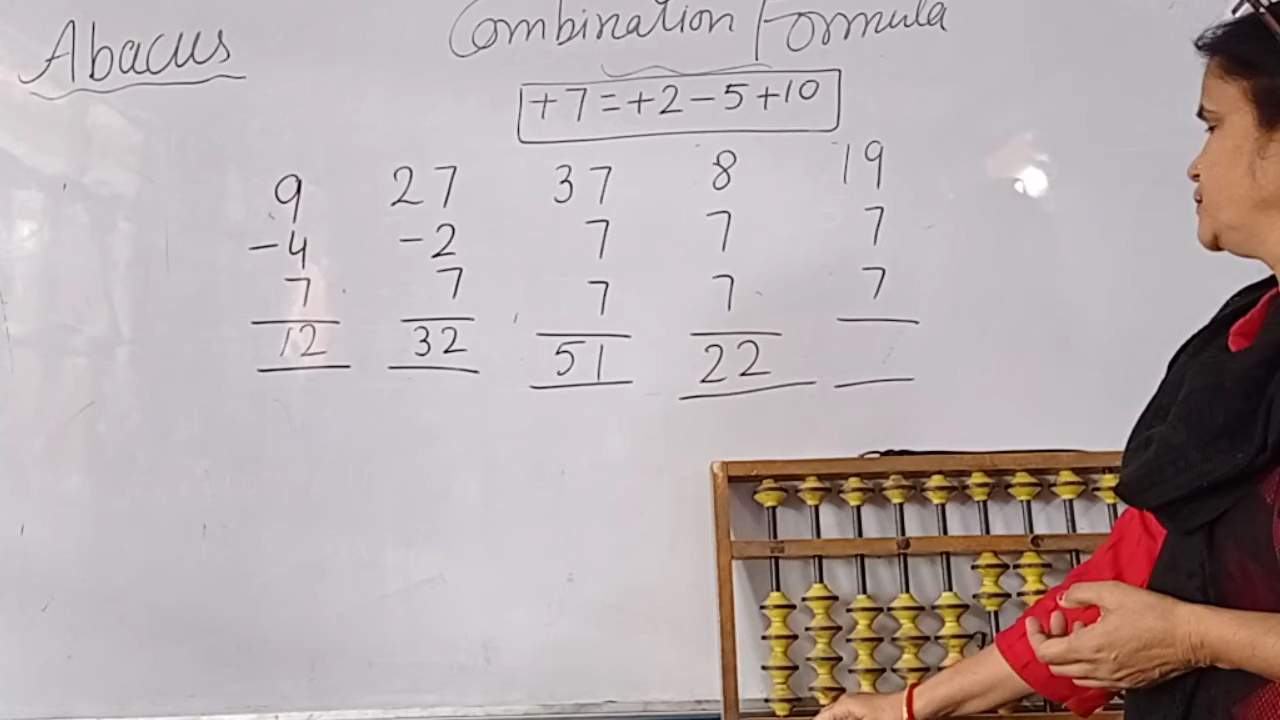 Abacus Combination Formula
+7=+2-5+10
9 27 37 8 19
-4 -2 7 7 7
7 7 7 7 7
12 32 51 22